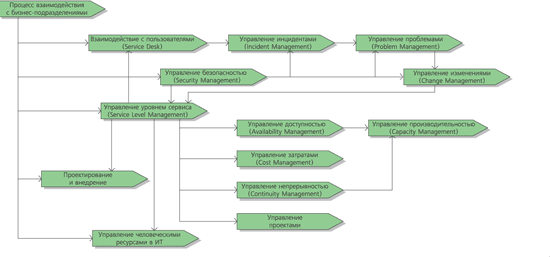 Процесс взаимодействия
с бизнес-подразделениями
Взаимодействие с пользователями
(Service Desk)
Управление инцидентами
(Incident Management)
Управление проблемами
(Problem Management)
Управление безопасностью
(Security Management)
Управление изменениями
(Change Management)
Управление уровнем сервиса
(Service Level Management)
Управление доступностью
(Availability Management)
Управление производительностью
(Capacity Management)
Управление затратами
(Cost Management)
Проектирование
и внедрение
Управление непрерывностью
(Continuity Management)
Управление
проектами
Управление человеческими
ресурсами в ИТ